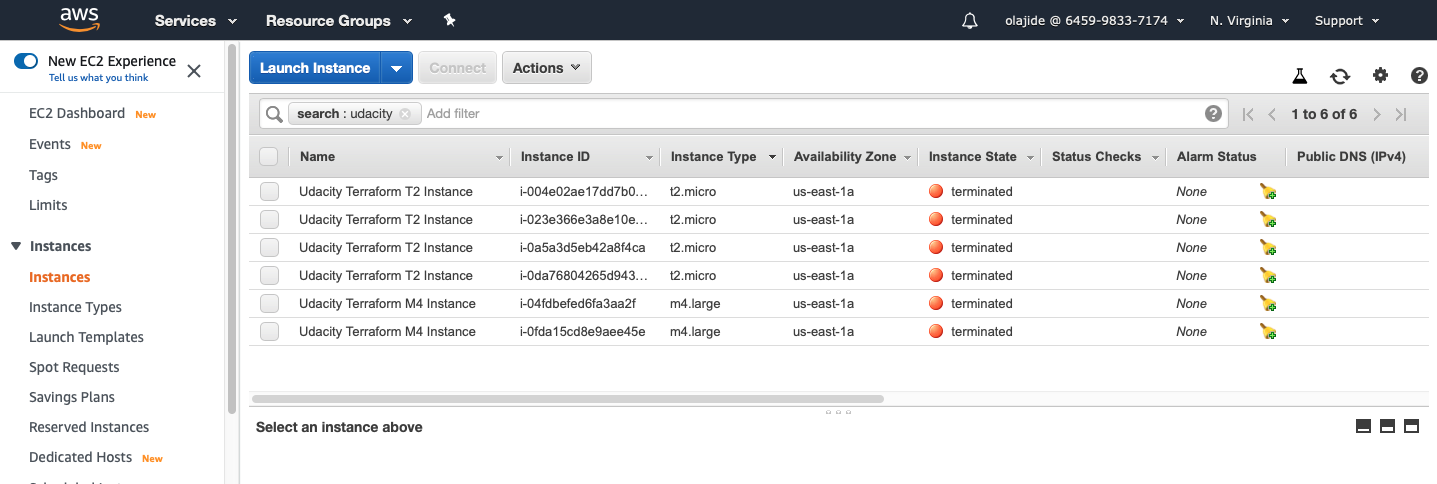 aws Services Resource Groups olajide @ 6459-9833-7174 N. Virginia Support
New EC2 Experience
Tell us what you think
EC2 Dashboard New
Events New
Tags
Limits
Instances
Instances
Instance Types
Launch Templates
Spot Requests
Savings Plans
Reserved Instances
Dedicated Hosts New
Launch Instance Connect Actions
search : udacity Add filter 1 to 6 of 6
Name Instance ID Instance Type Availability Zone Instance State Status Checks Alarm Status Public DNS (IPv4)
Udacity Terraform T2 Instance i-004e02ae17dd7b0... t2.micro us-east-1a terminated None
Udacity Terraform T2 Instance i-023e366e3a8e10e... t2.micro us-east-1a terminated None
Udacity Terraform T2 Instance i-0a5a3d5eb42a8f4ca t2.micro us-east-1a terminated None
Udacity Terraform T2 Instance i-0da76804265d943... t2.micro us-east-1a terminated None
Udacity Terraform M4 Instance i-04fdbefed6fa3aa2f m4.large us-east-1a terminated None
Udacity Terraform M4 Instance i-0fda15cd8e9aee45e m4.large us-east-1a terminated None
Select an instance above